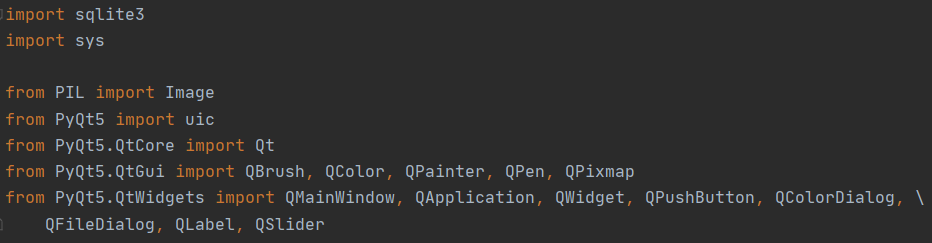 import sqlite3
import sys
from PIL import Image
from PyQt5 import uic
from PyQt5.QtCore import Qt
from PyQt5.QtGui import QBrush, QColor, QPainter, QPen, QPixmap
from PyQt5.QtWidgets import QMainWindow, QApplication, QWidget, QPushButton, QColorDialog, \
    QFileDialog, QLabel, QSlider